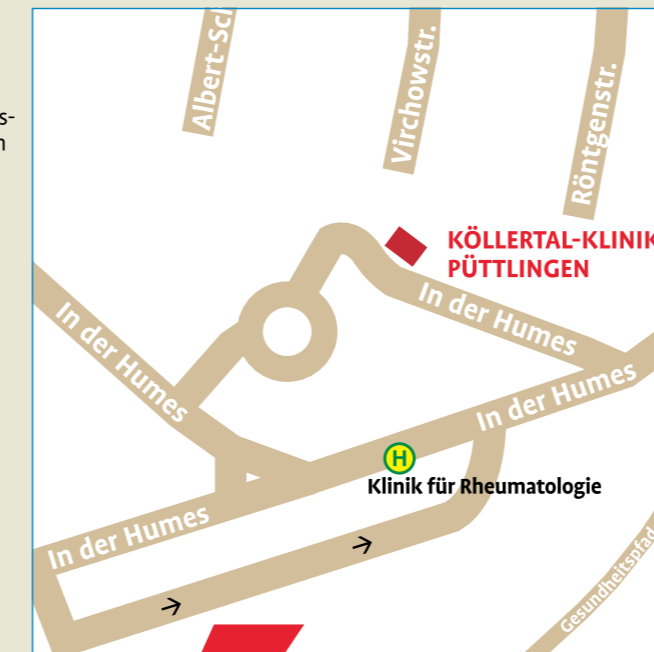 s-
n
Albert-Sch
Virchowstr.
Röntgenstr.
KÖLLERTAL-KLINIK
PÜTTLINGEN
In der Humes
In der Humes
In der Humes
H
Klinik für Rheumatologie
In der Humes
→
→
Gesundheitspfad